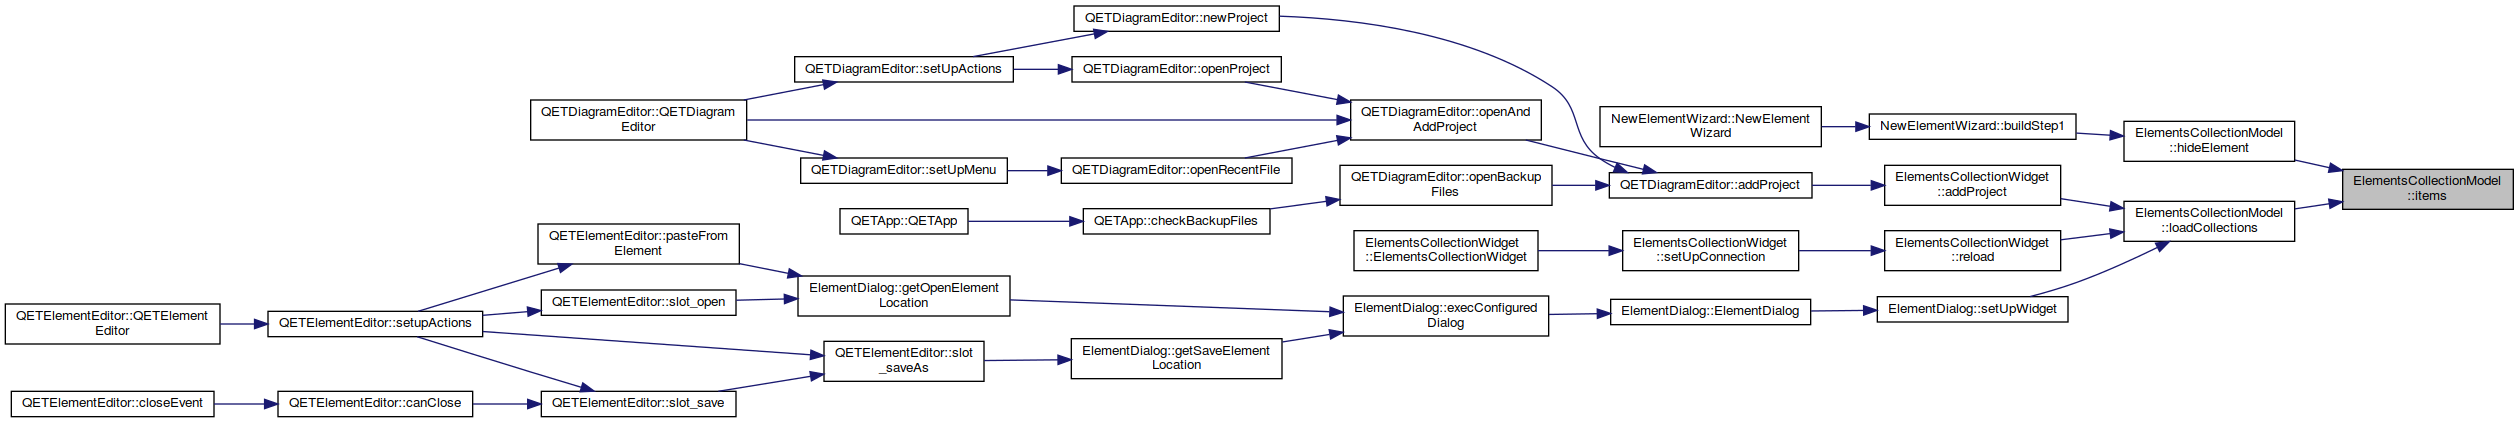 QETDiagramEditor::newProject
QETDiagramEditor::setUpActions
QETDiagramEditor::openProject
QETDiagramEditor::QETDiagram
Editor
QETDiagramEditor::openAnd
AddProject
NewElementWizard::NewElement
Wizard
NewElementWizard::buildStep1
ElementsCollectionModel
::hideElement
QETDiagramEditor::setUpMenu
QETDiagramEditor::openRecentFile
QETDiagramEditor::openBackup
Files
QETDiagramEditor::addProject
ElementsCollectionWidget
::addProject
ElementsCollectionModel
::items
QETApp::QETApp
QETApp::checkBackupFiles
ElementsCollectionModel
::loadCollections
QETElementEditor::pasteFrom
Element
ElementsCollectionWidget
::ElementsCollectionWidget
ElementsCollectionWidget
::setUpConnection
ElementsCollectionWidget
::reload
ElementDialog::getOpenElement
Location
QETElementEditor::slot_open
ElementDialog::execConfigured
Dialog
ElementDialog::ElementDialog
ElementDialog::setUpWidget
QETElementEditor::QETElement
Editor
QETElementEditor::setupActions
QETElementEditor::slot
_saveAs
ElementDialog::getSaveElement
Location
QETElementEditor::closeEvent
QETElementEditor::canClose
QETElementEditor::slot_save